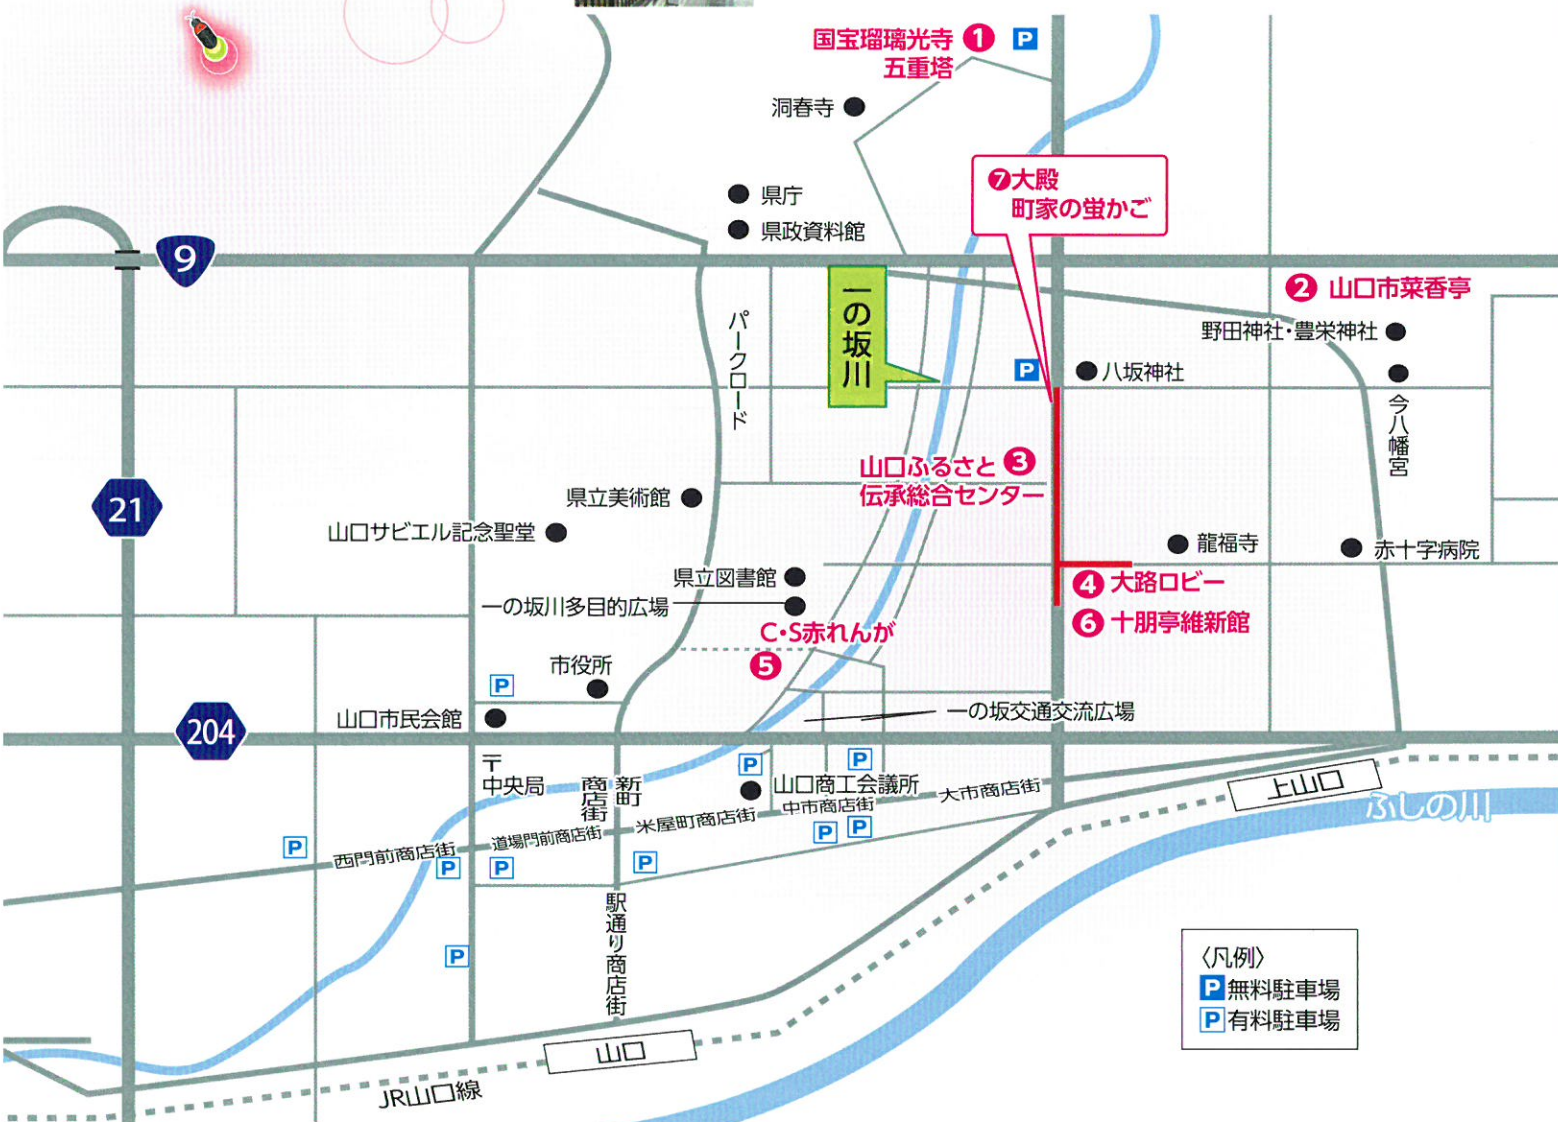 国宝瑠璃光寺 1 P
五重塔
洞春寺
県庁
県政資料館
❼大殿
町家の蛍かご
9
一の坂川
パークロード
2 山口市菜香亭
野田神社・豊栄神社
P
八坂神社
今八幡宮
山口ふるさと 3
伝承総合センター
21
県立美術館
山口サビエル記念聖堂
龍福寺
赤十字病院
県立図書館
4 大路ロビー
一の坂川多目的広場
6 十朋亭維新館
C・S赤れんが
5
市役所
P
山口市民会館
一の坂交通交流広場
204
〒
中央局
新町
商店街
P
P
山口商工会議所
上山口
ふしの川
西門前商店街
道場門前商店街
米屋町商店街
中市商店街
大市商店街
P
P
P
P
P
P
P
駅通り商店街
〈凡例〉
P 無料駐車場
P 有料駐車場
山口
JR山口線